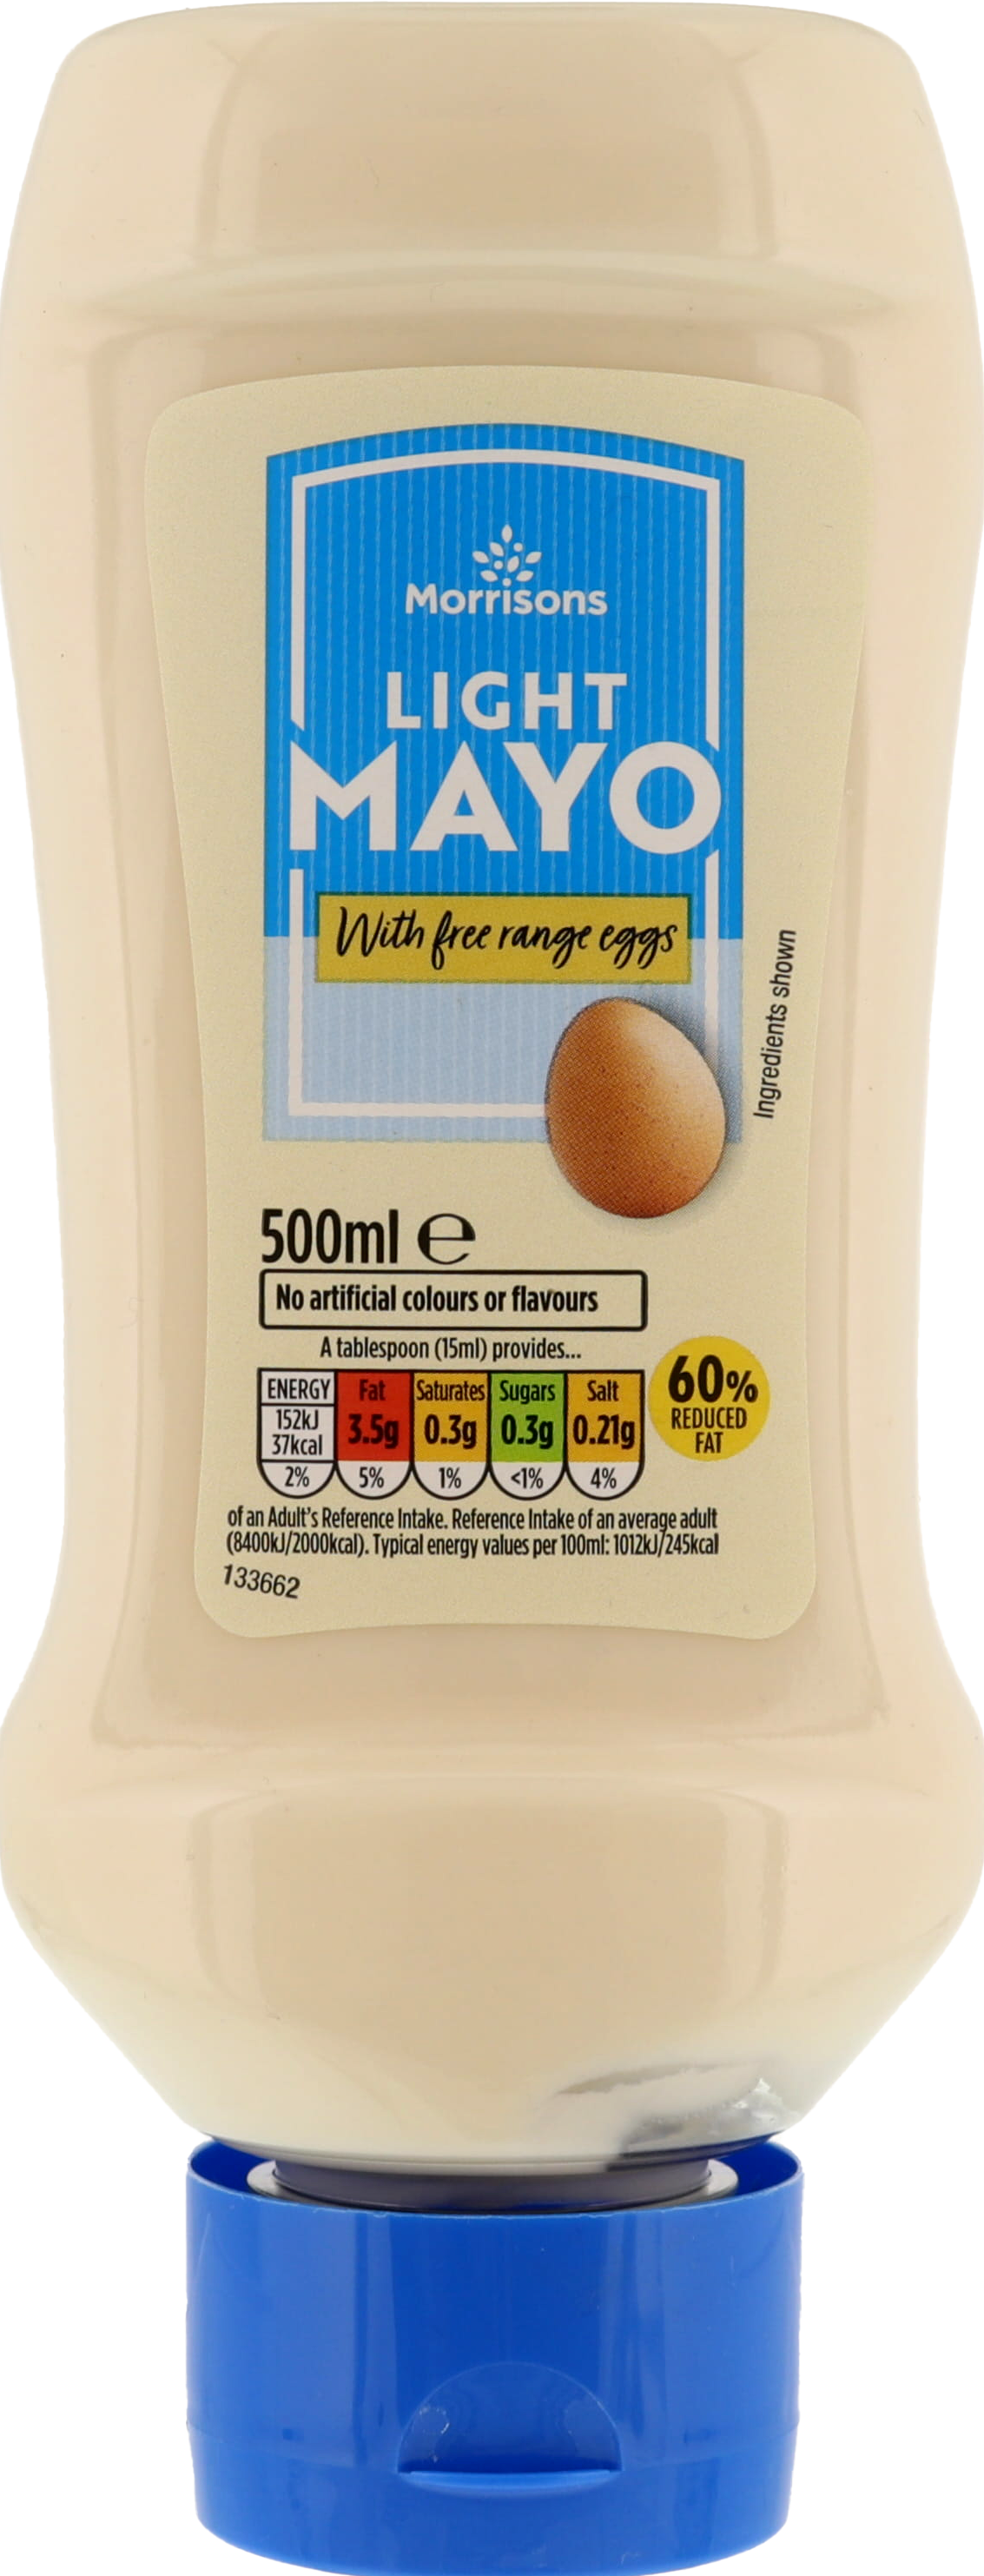 Morrisons
LIGHT
MAYO
With free range eggs
Ingredients shown
500ml ℮
No artificial colours or flavours
A tablespoon (15ml) provides...
ENERGY Fat Saturates Sugars Salt
152kJ
37kcal 3.5g 0.3g 0.3g 0.21g
2% 5% 1% <1% 4%
60%
REDUCED
FAT
of an Adult's Reference Intake. Reference Intake of an average adult
(8400kJ/2000kcal). Typical energy values per 100ml: 1012kJ/245kcal
133662